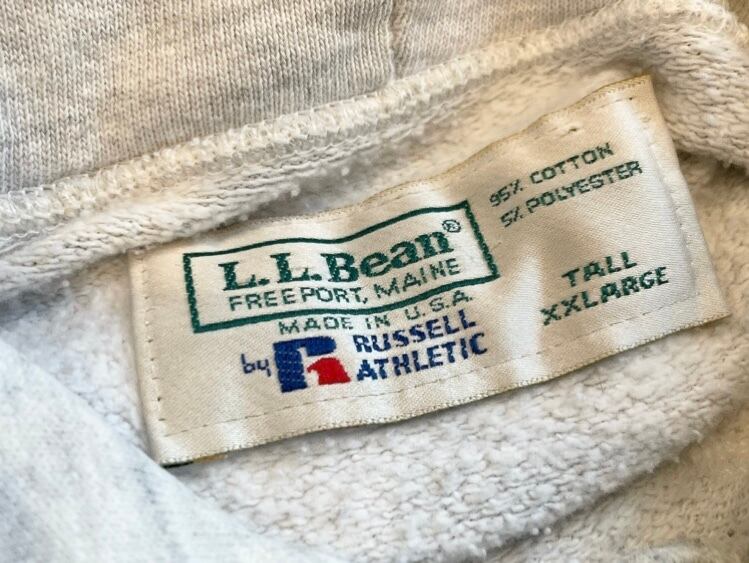 L.L.Bean®
FREEPORT, MAINE
MADE IN U.S.A.
by RUSSELL
ATHLETIC
95% COTTON
5% POLYESTER
TALL
XXLARGE